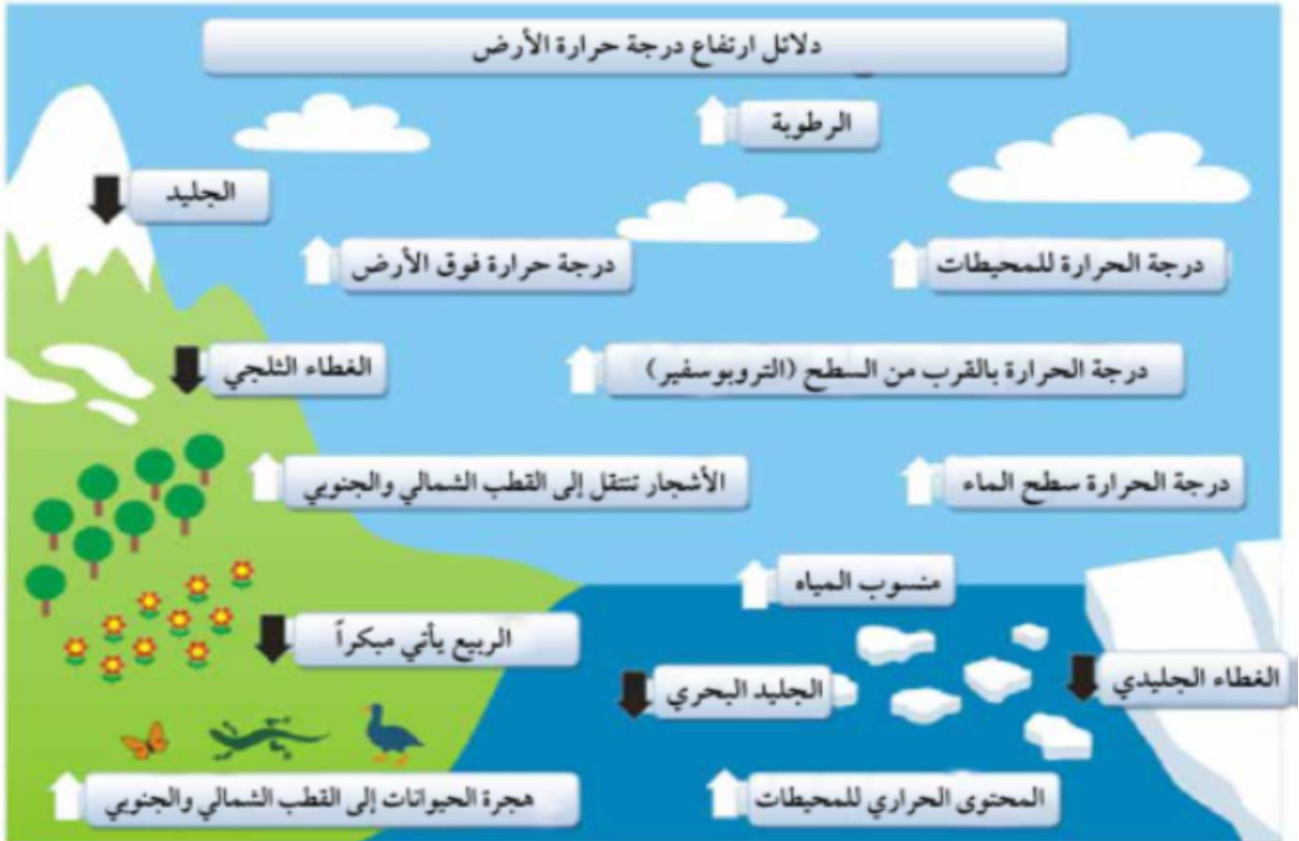 دلائل ارتفاع درجة حرارة الأرض
الرطوبة
الجليد
درجة الحرارة للمحيطات
درجة حرارة فوق الأرض
درجة الحرارة بالقرب من السطح (التروبوسفير)
الغطاء الثلجي
درجة الحرارة سطح الماء
الأشجار تنتقل إلى القطب الشمالي والجنوبي
منسوب المياه
الربيع يأتي مبكراً
الغطاء الجليدي
الجليد البحري
المحتوى الحراري للمحيطات
هجرة الحيوانات إلى القطب الشمالي والجنوبي